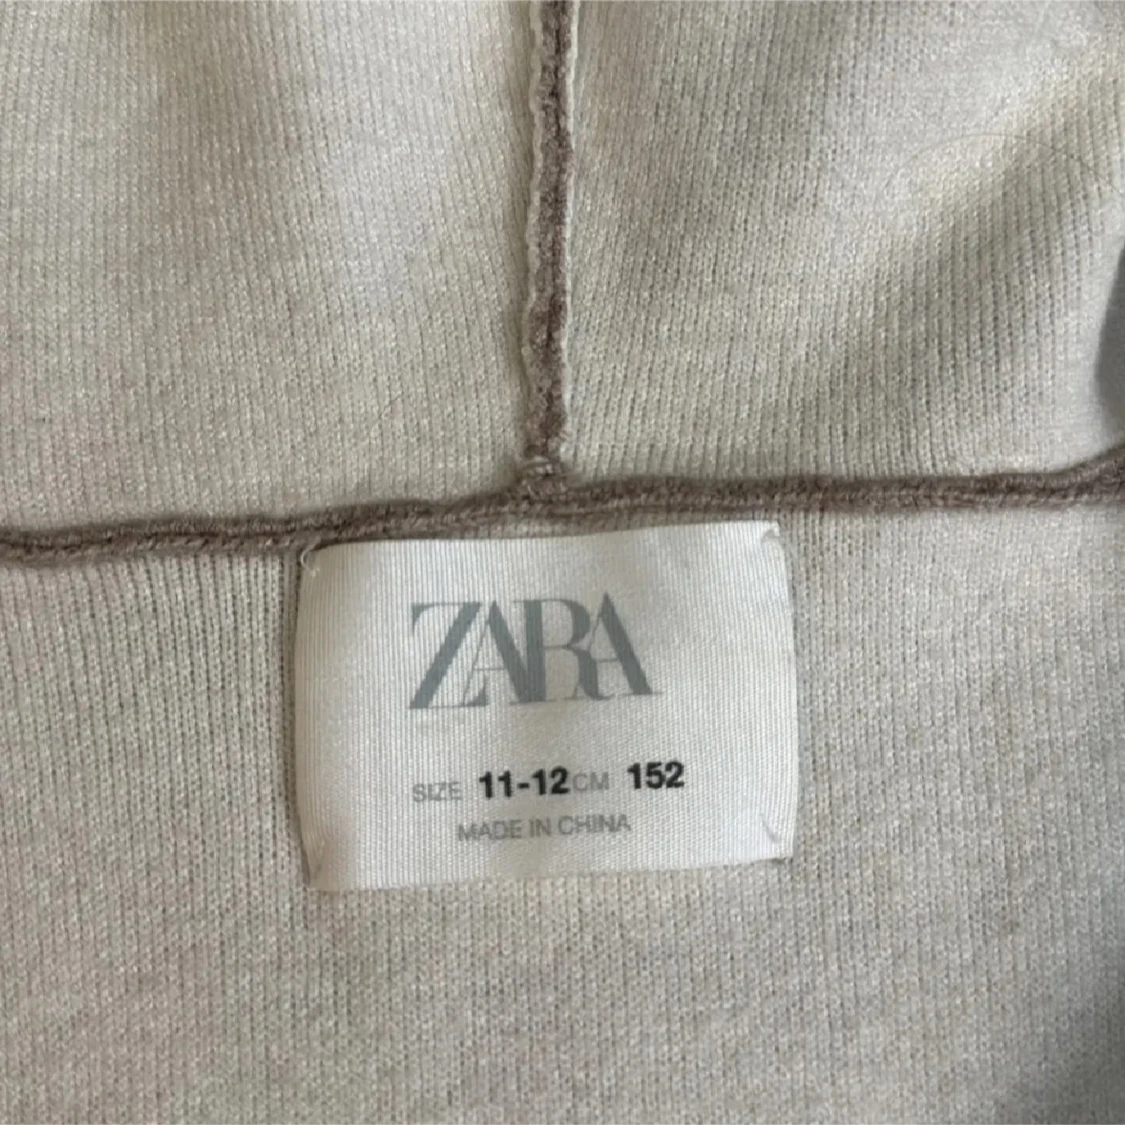 ZARA
SIZE 11-12 CM 152
MADE IN CHINA